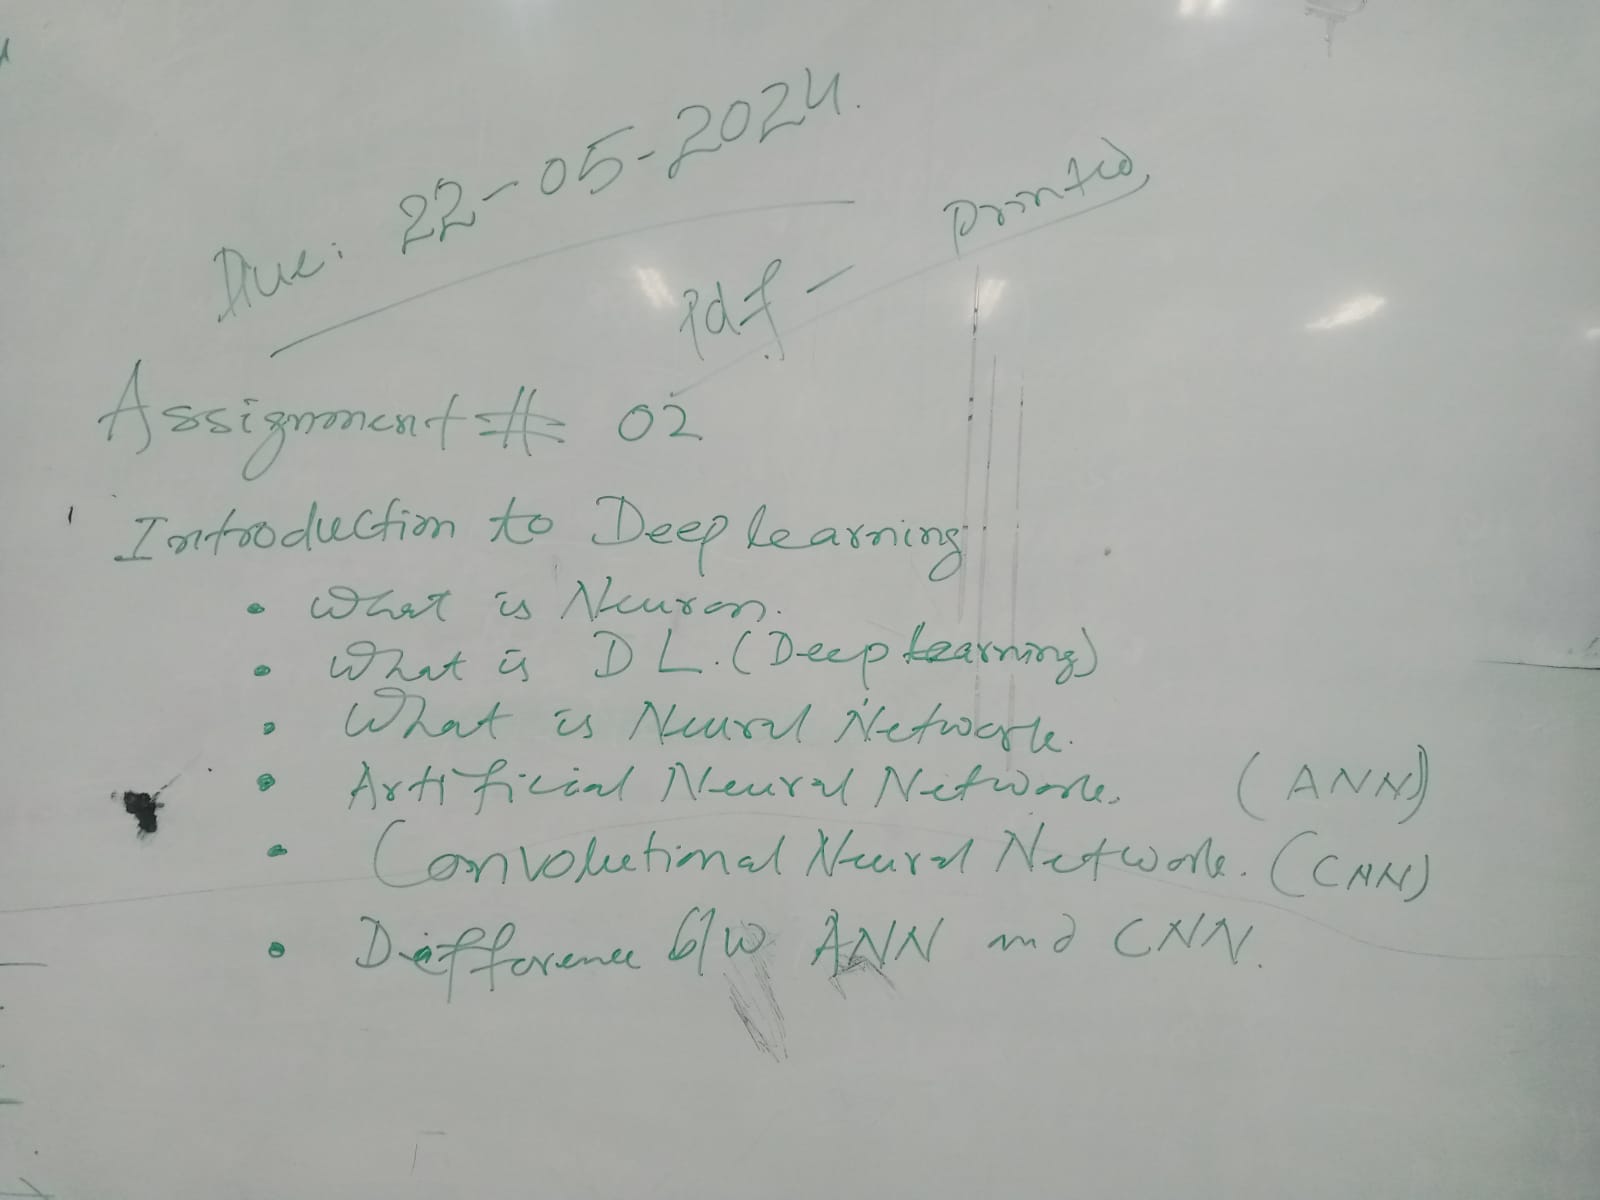 Due: 22-05-2024.
Pdf - printed
Assignment # 02
Introduction to Deep learning
• What is Neuron.
• What is DL. (Deep Learning)
• What is Neural Network.
• Artificial Neural Network. (ANN)
• Convolutional Neural Network. (CNN)
• Difference b/w ANN and CNN.